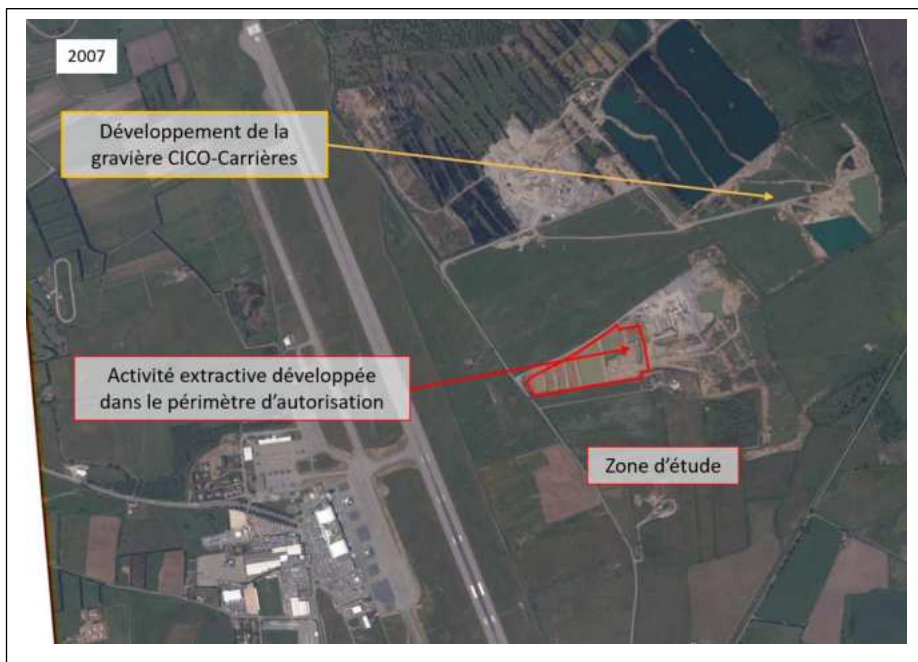 2007
Développement de la
gravière CICO-Carrières
Activité extractive développée
dans le périmètre d'autorisation
Zone d'étude